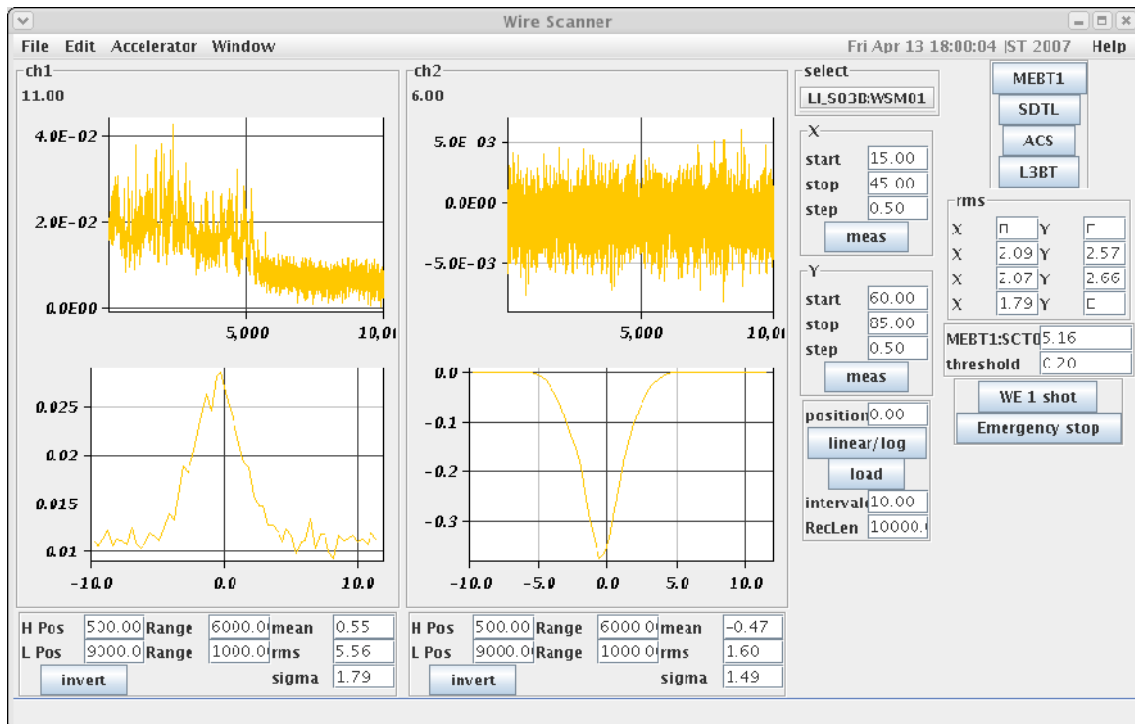 Wire Scanner
File Edit Accelerator Window Fri Apr 13 18:00:04 JST 2007 Help
ch1
11.00
4.0E-02
2.0E-02
0.0E00
5,000 10,0
0.025
0.02
0.015
0.01
-10.0 0.0 10.0
H Pos 500.00 Range 6000.0 mean 0.55
L Pos 9000.0 Range 1000.0 rms 5.56
invert sigma 1.79
ch2
6.00
5.0E-03
0.0E00
-5.0E-03
5,000 10,0
0.0
-0.1
-0.2
-0.3
-10.0 -5.0 0.0 5.0 10.0
H Pos 500.00 Range 6000.0 mean -0.47
L Pos 9000.0 Range 1000.0 rms 1.60
invert sigma 1.49
select
LI_S03B:WSM01
X
start 15.00
stop 45.00
step 0.50
meas
Y
start 60.00
stop 85.00
step 0.50
meas
position 0.00
linear/log
load
interval 10.00
RecLen 10000.
MEBT1
SDTL
ACS
L3BT
rms
X Y
X 2.09 Y 2.57
X 2.07 Y 2.66
X 1.79 Y
MEBT1:SCT0 5.16
threshold 0.20
WE 1 shot
Emergency stop